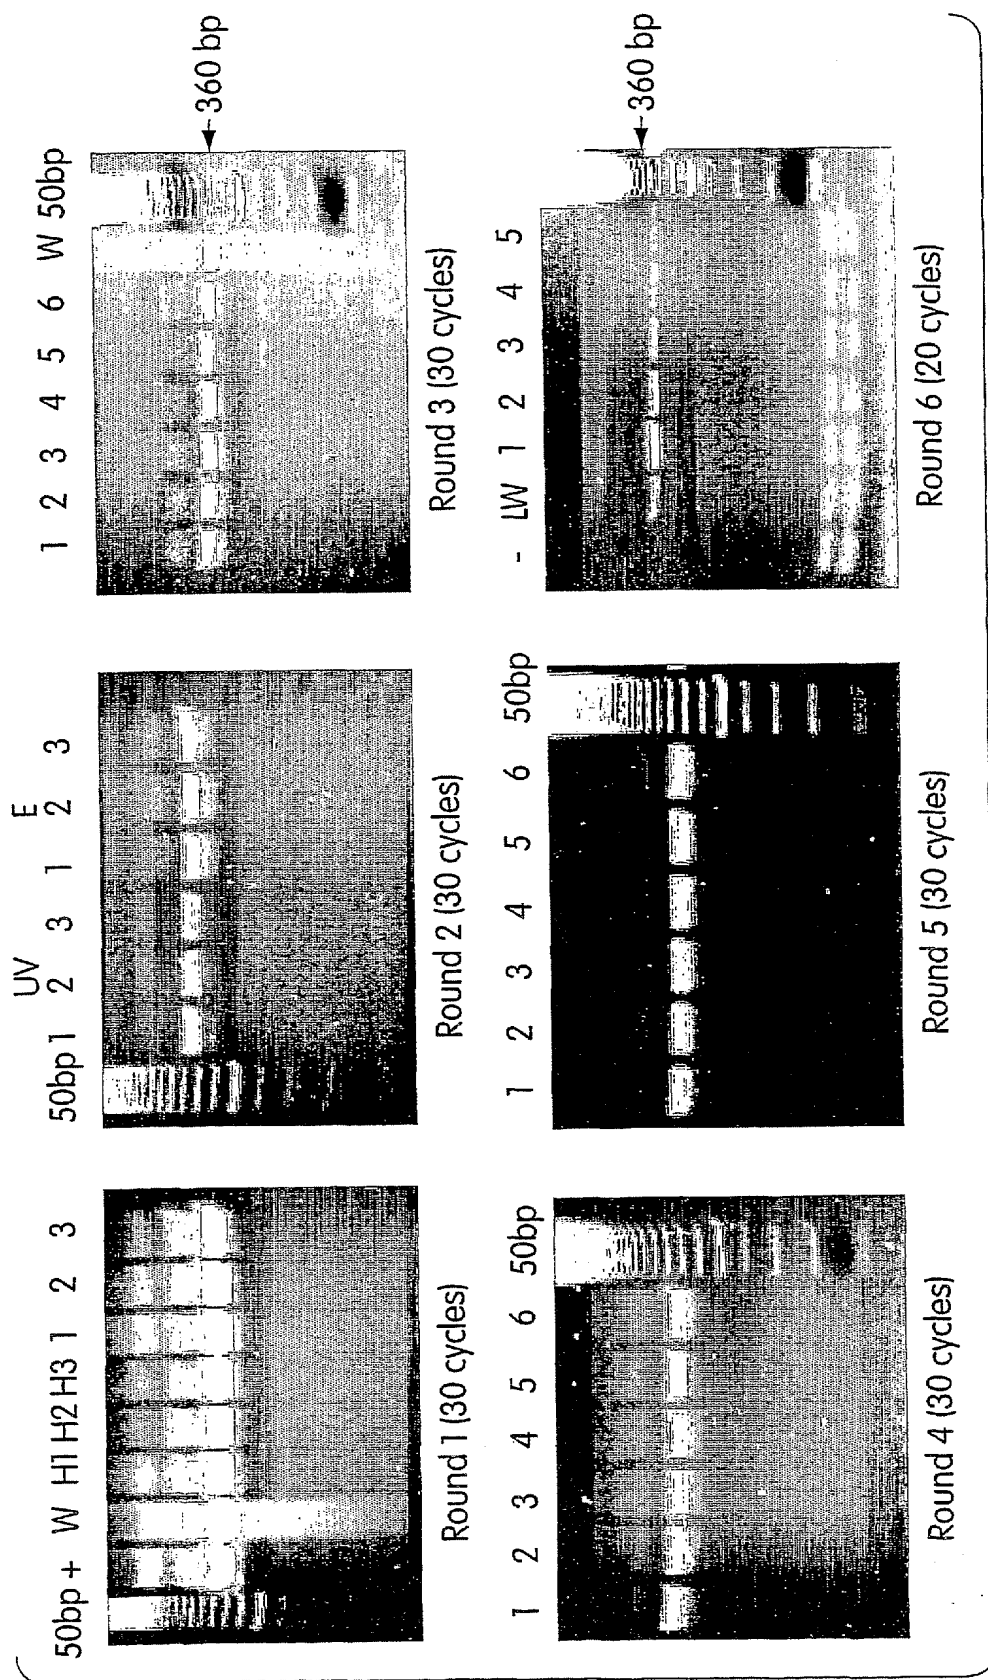 50bp + W H1 H2 H3 1 2 3
Round 1 (30 cycles)
UV E
50bp 1 2 3 1 2 3
Round 2 (30 cycles)
1 2 3 4 5 6 W 50bp
360 bp
Round 3 (30 cycles)
1 2 3 4 5 6 50bp
Round 4 (30 cycles)
1 2 3 4 5 6 50bp
Round 5 (30 cycles)
- LW 1 2 3 4 5
360 bp
Round 6 (20 cycles)